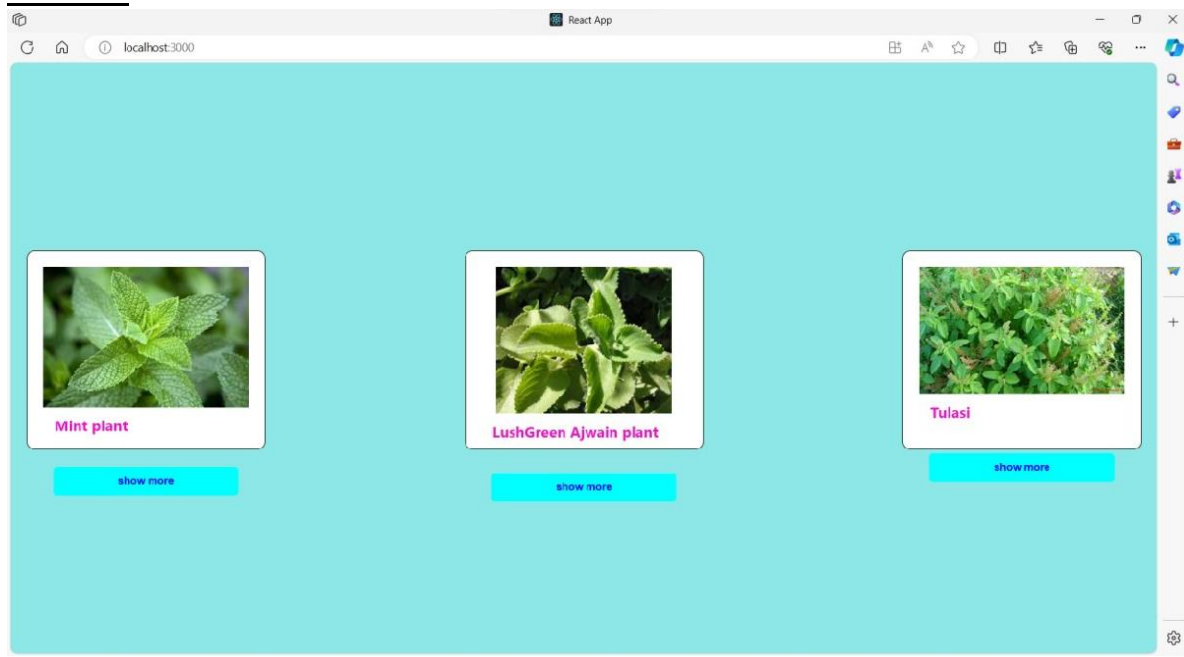 React App
localhost:3000
Mint plant
LushGreen Ajwain plant
Tulasi
show more
show more
show more